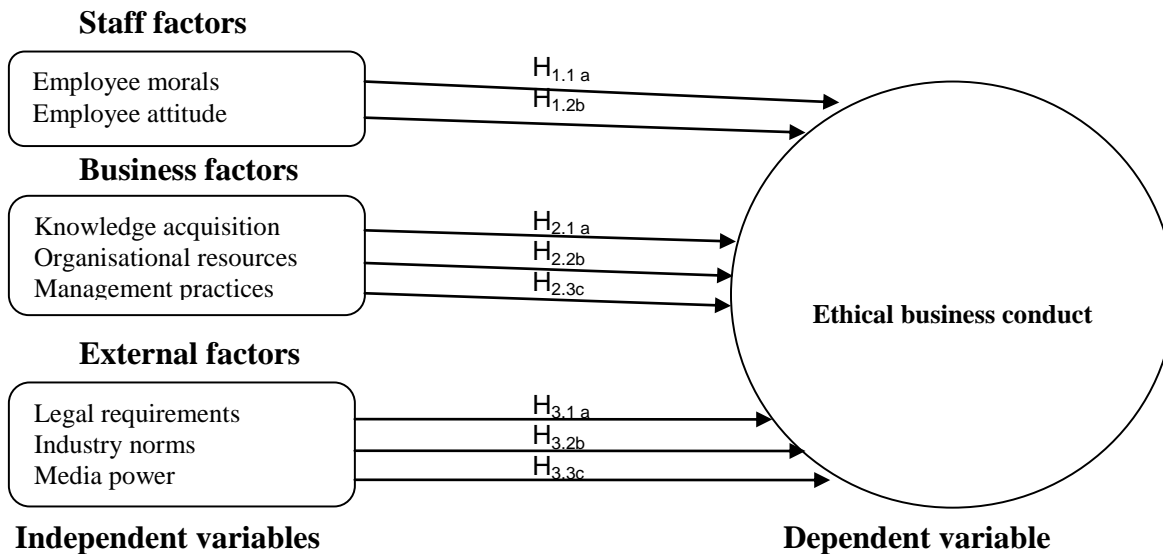 Staff factors
Employee morals
Employee attitude
H1.1 a
H1.2b
Business factors
Knowledge acquisition
Organisational resources
Management practices
H2.1 a
H2.2b
H2.3c
Ethical business conduct
External factors
Legal requirements
Industry norms
Media power
H3.1 a
H3.2b
H3.3c
Independent variables
Dependent variable